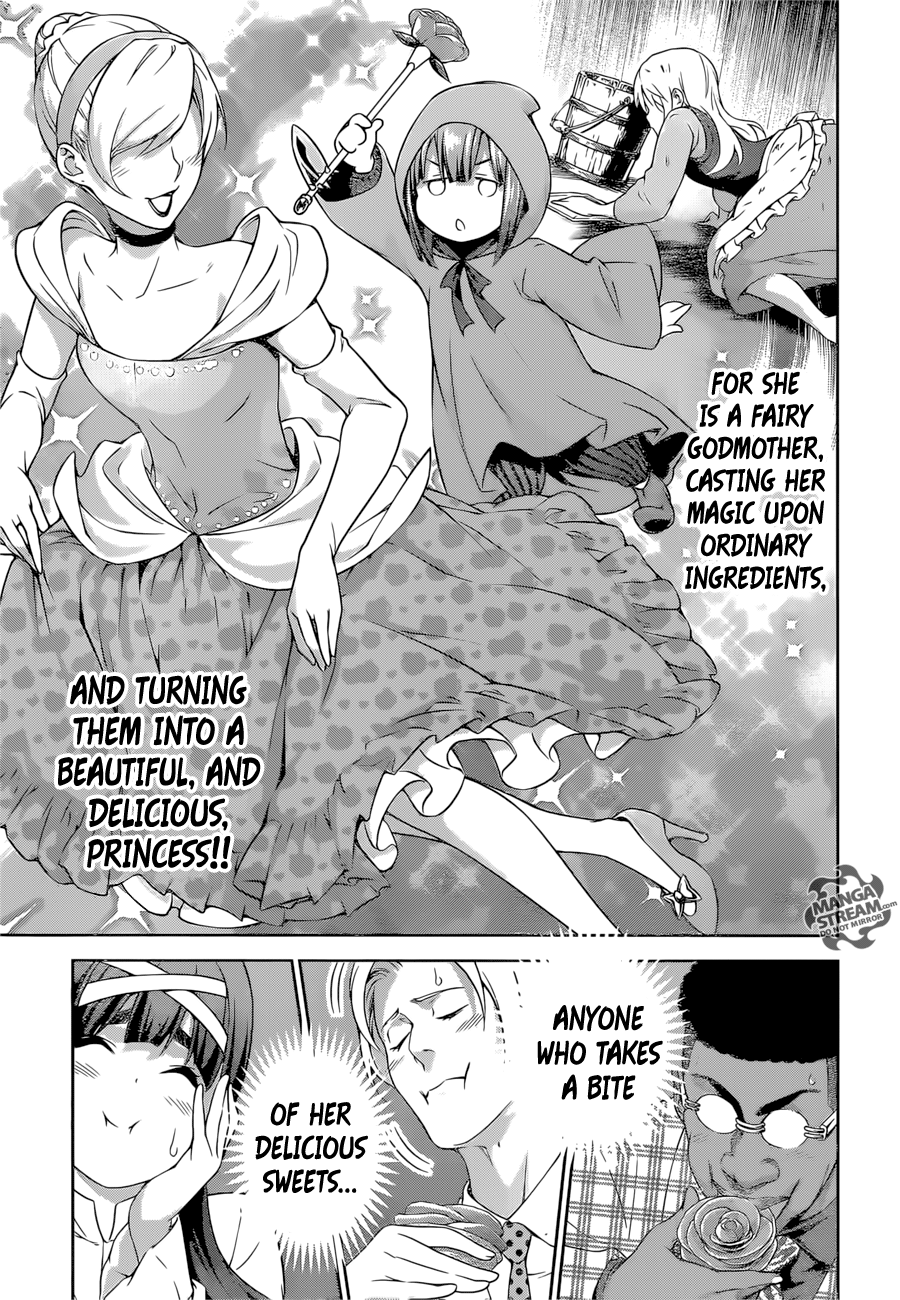 FOR SHE
IS A FAIRY
GODMOTHER,
CASTING HER
MAGIC UPON
ORDINARY
INGREDIENTS,
AND TURNING
THEM INTO A
BEAUTIFUL, AND
DELICIOUS,
PRINCESS!!
MANGA
STREAM.com
DO NOT MIRROR
ANYONE
WHO TAKES
A BITE
OF HER
DELICIOUS
SWEETS...